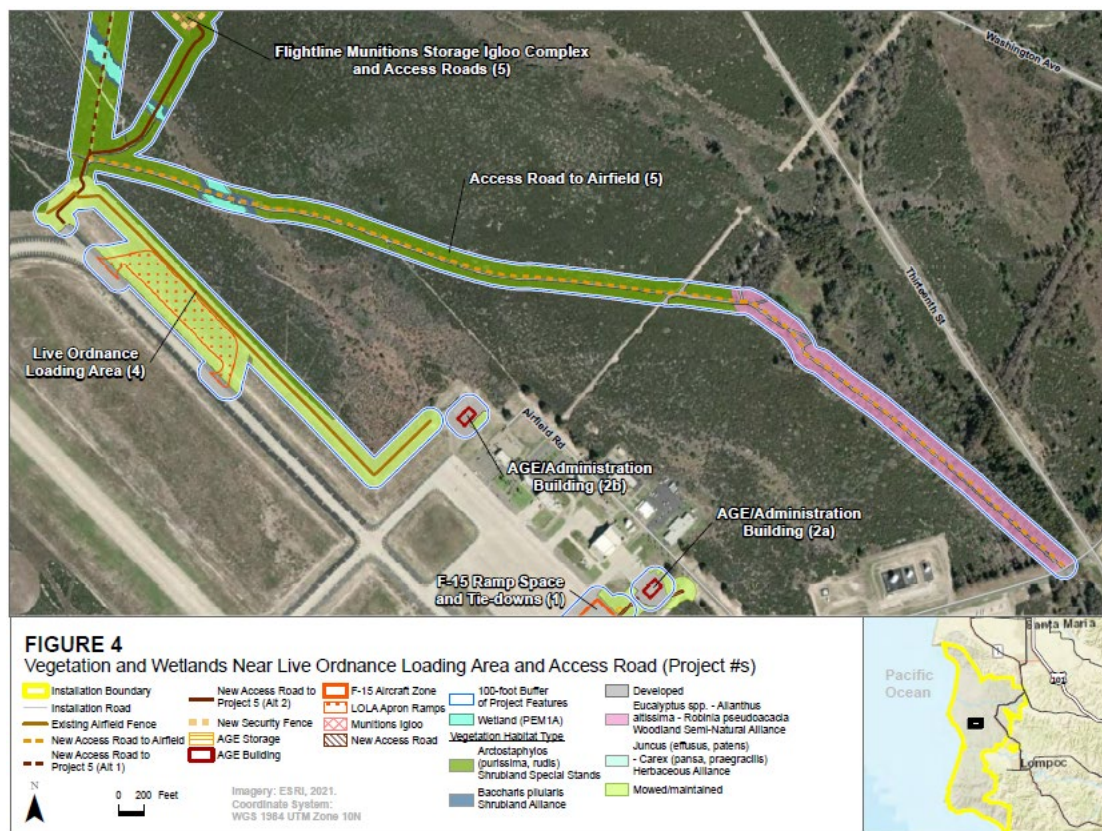 Flightline Munitions Storage Igloo Complex
and Access Roads (5)
Washington Ave
Access Road to Airfield (5)
Thirteenth St
Live Ordnance
Loading Area (4)
Airfield Rd
AGE/Administration
Building (2b)
AGE/Administration
Building (2a)
F-15 Ramp Space
and Tie-downs (1)
FIGURE 4
Vegetation and Wetlands Near Live Ordnance Loading Area and Access Road (Project #s)
Installation Boundary
Installation Road
Existing Airfield Fence
New Access Road to Airfield
New Access Road to
Project 5 (Alt 1)
New Access Road to
Project 5 (Alt 2)
New Security Fence
AGE Storage
AGE Building
F-15 Aircraft Zone
LOLA Apron Ramps
Munitions Igloo
New Access Road
100-foot Buffer
of Project Features
Wetland (PEM1A)
Vegetation Habitat Type
Arctostaphylos
(purissima, rudis)
Shrubland Special Stands
Baccharis pilularis
Shrubland Alliance
Developed
Eucalyptus spp. - Ailanthus
altissima - Robinia pseudoacacia
Woodland Semi-Natural Alliance
Juncus (effusus, patens)
- Carex (pansa, praegracilis)
Herbaceous Alliance
Mowed/maintained
N
0 200 Feet
Imagery: ESRI, 2021.
Coordinate System:
WGS 1984 UTM Zone 10N
Santa Maria
1
101
Pacific
Ocean
Lompoc